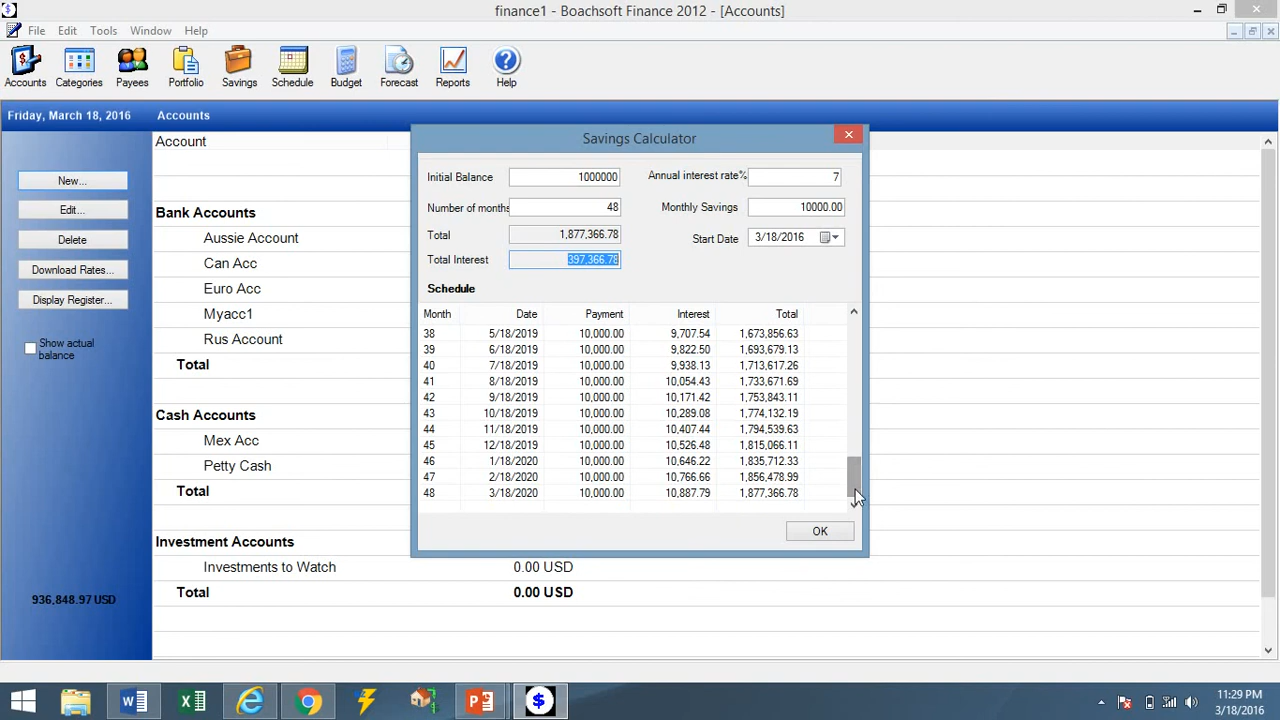 finance1 - Boachsoft Finance 2012 - [Accounts]
File Edit Tools Window Help
Accounts Categories Payees Portfolio Savings Schedule Budget Forecast Reports Help
Friday, March 18, 2016 Accounts
Account
New...
Edit...
Delete
Download Rates...
Display Register...
Show actual
balance
936,848.97 USD
Bank Accounts
Aussie Account
Can Acc
Euro Acc
Myacc1
Rus Account
Total
Cash Accounts
Mex Acc
Petty Cash
Total
Investment Accounts
Investments to Watch 0.00 USD
Total 0.00 USD
Savings Calculator
Initial Balance 1000000 Annual interest rate% 7
Number of months 48 Monthly Savings 10000.00
Total 1,877,366.78 Start Date 3/18/2016
Total Interest 397,366.78
Schedule
Month Date Payment Interest Total
38 5/18/2019 10,000.00 9,707.54 1,673,856.63
39 6/18/2019 10,000.00 9,822.50 1,693,679.13
40 7/18/2019 10,000.00 9,938.13 1,713,617.26
41 8/18/2019 10,000.00 10,054.43 1,733,671.69
42 9/18/2019 10,000.00 10,171.42 1,753,843.11
43 10/18/2019 10,000.00 10,289.08 1,774,132.19
44 11/18/2019 10,000.00 10,407.44 1,794,539.63
45 12/18/2019 10,000.00 10,526.48 1,815,066.11
46 1/18/2020 10,000.00 10,646.22 1,835,712.33
47 2/18/2020 10,000.00 10,766.66 1,856,478.99
48 3/18/2020 10,000.00 10,887.79 1,877,366.78
OK
11:29 PM
3/18/2016